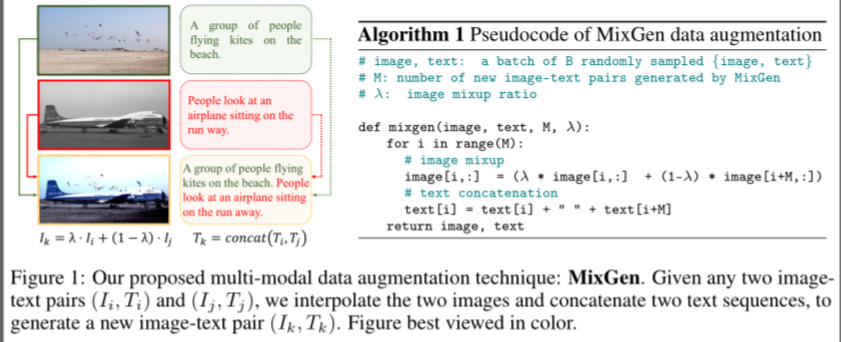 A group of people
flying kites on the
beach.
People look at an
airplane sitting on the
run way.
A group of people flying
kites on the beach. People
look at an airplane sitting
on the run away.
I_k = λ · I_i + (1 − λ) · I_j    T_k = concat(T_i, T_j)
Algorithm 1 Pseudocode of MixGen data augmentation
# image, text: a batch of B randomly sampled {image, text}
# M: number of new image-text pairs generated by MixGen
# λ: image mixup ratio
def mixgen(image, text, M, λ):
for i in range(M):
# image mixup
image[i,:] = (λ * image[i,:] + (1-λ) * image[i+M,:])
# text concatenation
text[i] = text[i] + " " + text[i+M]
return image, text
Figure 1: Our proposed multi-modal data augmentation technique: MixGen. Given any two image-
text pairs (I_i, T_i) and (I_j, T_j), we interpolate the two images and concatenate two text sequences, to
generate a new image-text pair (I_k, T_k). Figure best viewed in color.